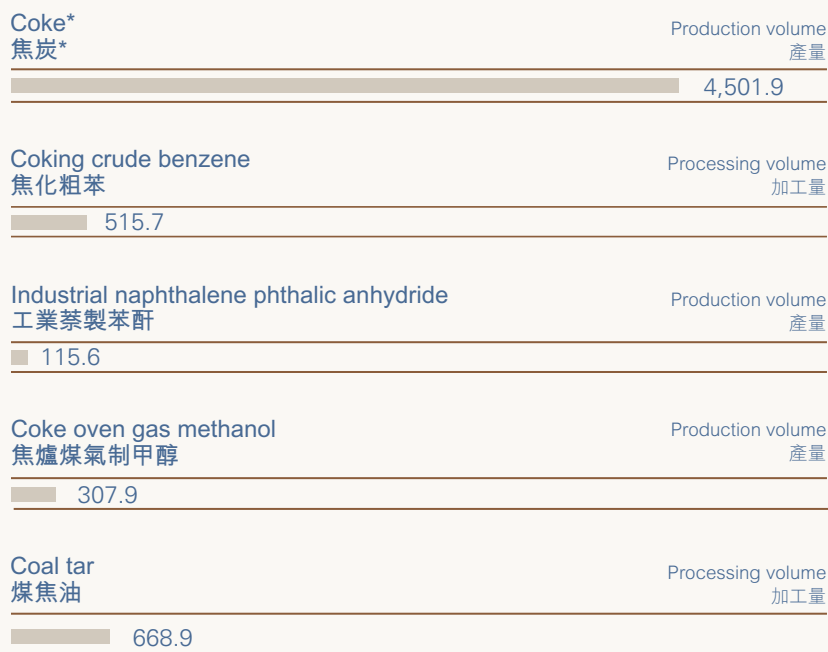 Coke*
焦炭*
Production volume
產量
4,501.9
Coking crude benzene
焦化粗苯
Processing volume
加工量
515.7
Industrial naphthalene phthalic anhydride
工業萘製苯酐
Production volume
產量
115.6
Coke oven gas methanol
焦爐煤氣制甲醇
Production volume
產量
307.9
Coal tar
煤焦油
Processing volume
加工量
668.9